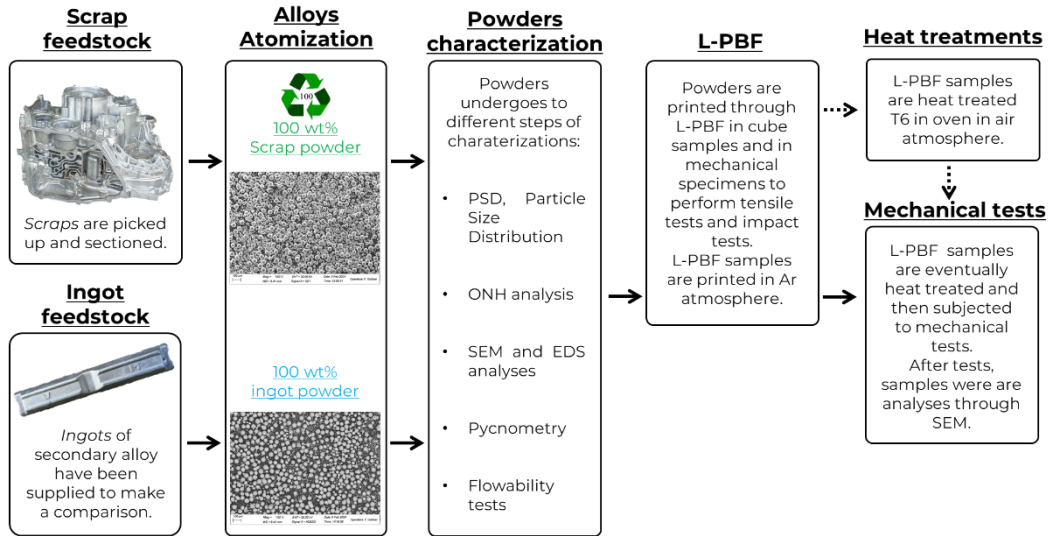 Scrap
feedstock
Scraps are picked
up and sectioned.
Ingot
feedstock
Ingots of
secondary alloy
have been
supplied to make
a comparison.
Alloys
Atomization
100
100 wt%
Scrap powder
100 wt%
ingot powder
Powders
characterization
Powders
undergoes to
different steps of
charaterizations:
• PSD, Particle
Size
Distribution
• ONH analysis
• SEM and EDS
analyses
• Pycnometry
• Flowability
tests
L-PBF
Powders are
printed through
L-PBF in cube
samples and in
mechanical
specimens to
perform tensile
tests and impact
tests.
L-PBF samples
are printed in Ar
atmosphere.
Heat treatments
L-PBF samples
are heat treated
T6 in oven in air
atmosphere.
Mechanical tests
L-PBF samples
are eventually
heat treated and
then subjected
to mechanical
tests.
After tests,
samples were are
analyses through
SEM.